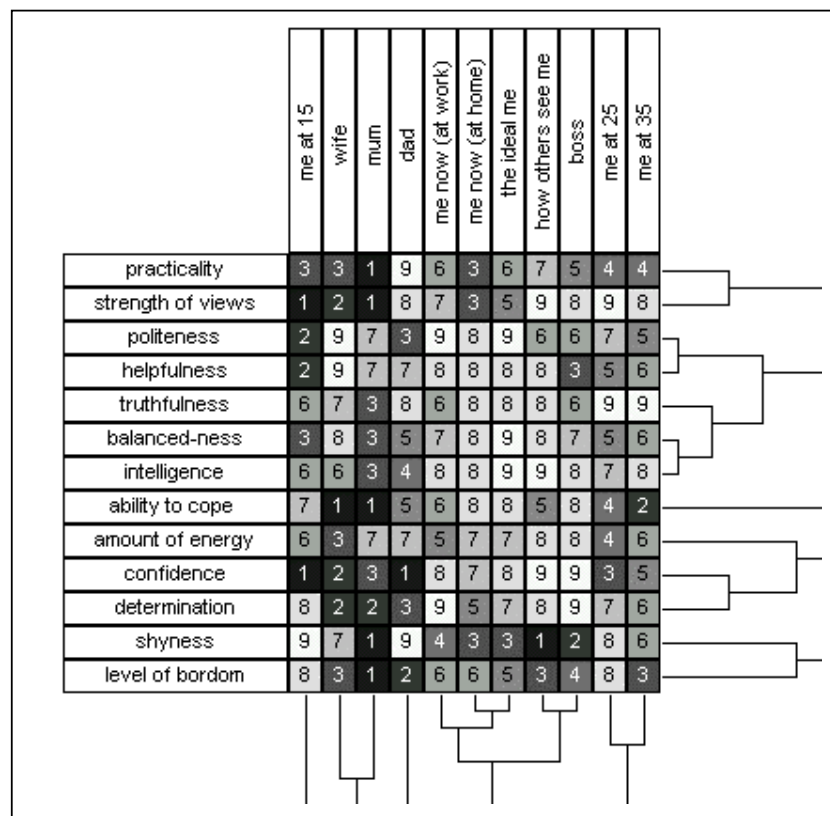 me at 15 wife mum dad me now (at work) me now (at home) the ideal me how others see me boss me at 25 me at 35
practicality 3 3 1 9 6 3 6 7 5 4 4
strength of views 1 2 1 8 7 3 5 9 8 9 8
politeness 2 9 7 3 9 8 9 6 6 7 5
helpfulness 2 9 7 7 8 8 8 8 3 5 6
truthfulness 6 7 3 8 6 8 8 8 6 9 9
balanced-ness 3 8 3 5 7 8 9 8 7 5 6
intelligence 6 6 3 4 8 8 9 9 8 7 8
ability to cope 7 1 1 5 6 8 8 5 8 4 2
amount of energy 6 3 7 7 5 7 7 8 8 4 6
confidence 1 2 3 1 8 7 8 9 9 3 5
determination 8 2 2 3 9 5 7 8 9 7 6
shyness 9 7 1 9 4 3 3 1 2 8 6
level of bordom 8 3 1 2 6 6 5 3 4 8 3